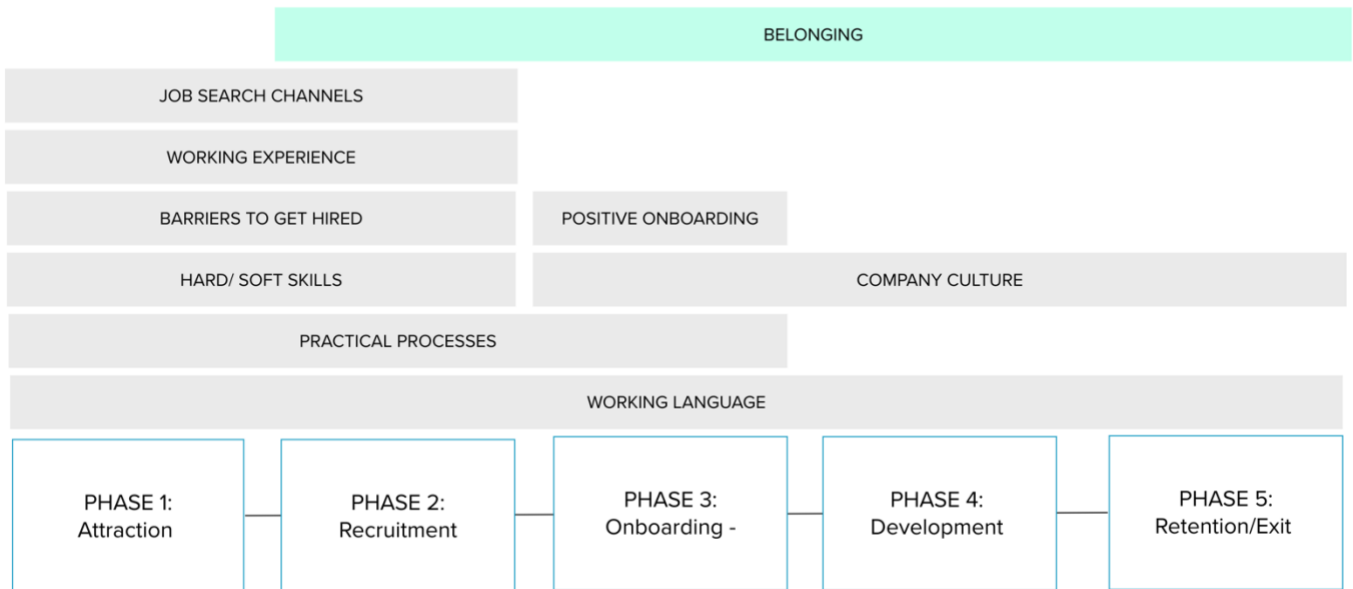 BELONGING
JOB SEARCH CHANNELS
WORKING EXPERIENCE
BARRIERS TO GET HIRED
POSITIVE ONBOARDING
HARD/ SOFT SKILLS
COMPANY CULTURE
PRACTICAL PROCESSES
WORKING LANGUAGE
PHASE 1:
Attraction
PHASE 2:
Recruitment
PHASE 3:
Onboarding -
PHASE 4:
Development
PHASE 5:
Retention/Exit